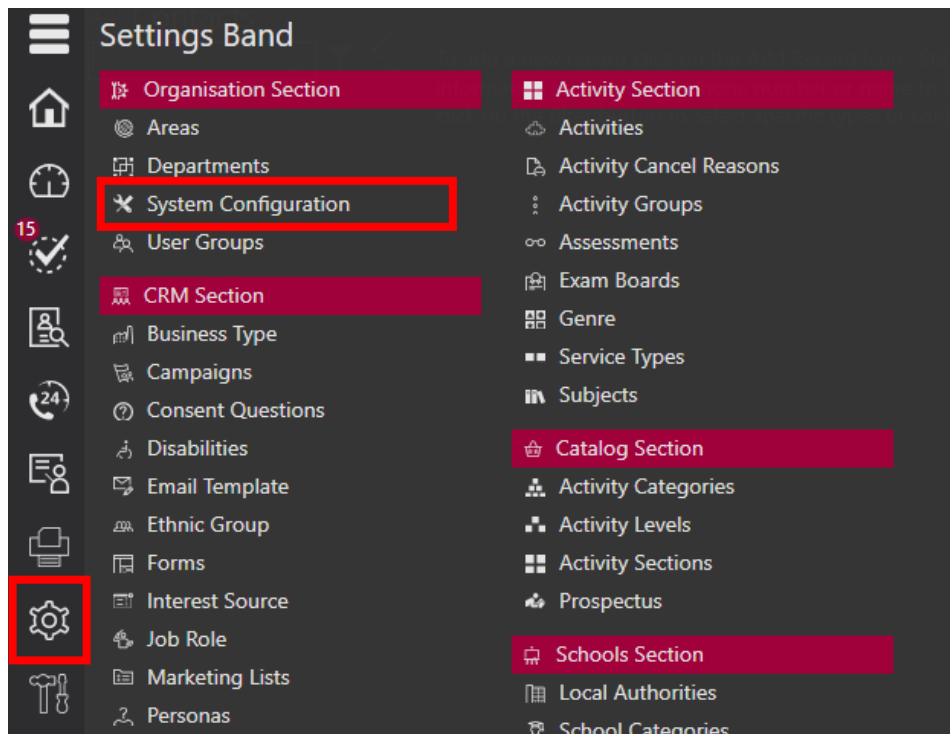 Settings Band
Organisation Section
Areas
Departments
System Configuration
User Groups
CRM Section
Business Type
Campaigns
Consent Questions
Disabilities
Email Template
Ethnic Group
Forms
Interest Source
Job Role
Marketing Lists
Personas
Activity Section
Activities
Activity Cancel Reasons
Activity Groups
Assessments
Exam Boards
Genre
Service Types
Subjects
Catalog Section
Activity Categories
Activity Levels
Activity Sections
Prospectus
Schools Section
Local Authorities
School Categories
15
24